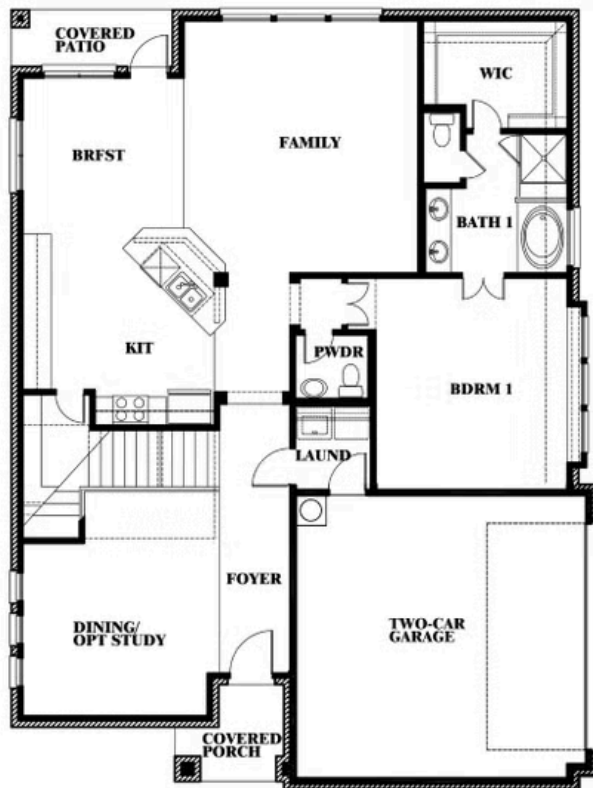 COVERED
PATIO
WIC
BRFST
FAMILY
BATH 1
KIT
PWDR
BDRM 1
LAUND
FOYER
DINING/
OPT STUDY
TWO-CAR
GARAGE
COVERED
PORCH